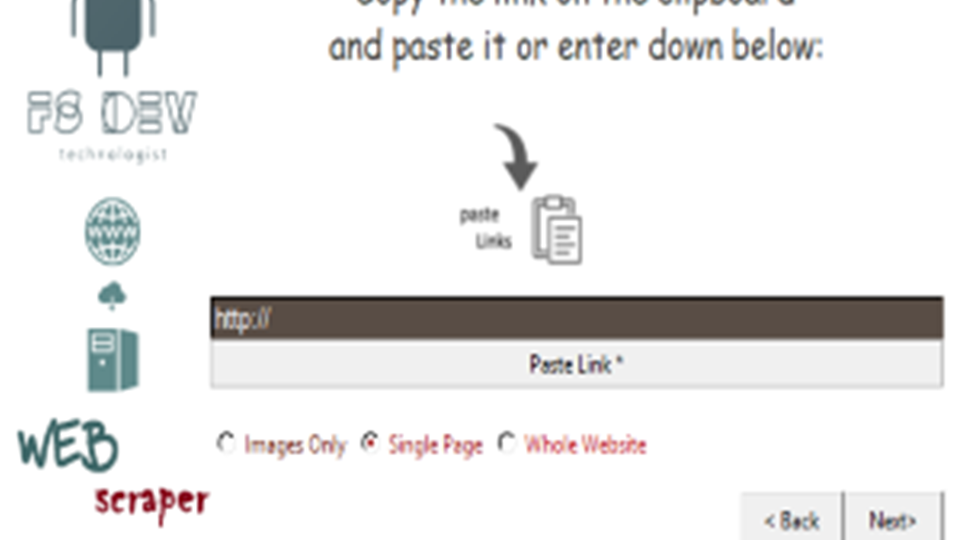 Copy the link on the clipboard
and paste it or enter down below:
FS DEV
technologist
paste
Links
WWW
http://
Paste Link *
Images Only Single Page Whole Website
WEB
scraper
< Back Next>